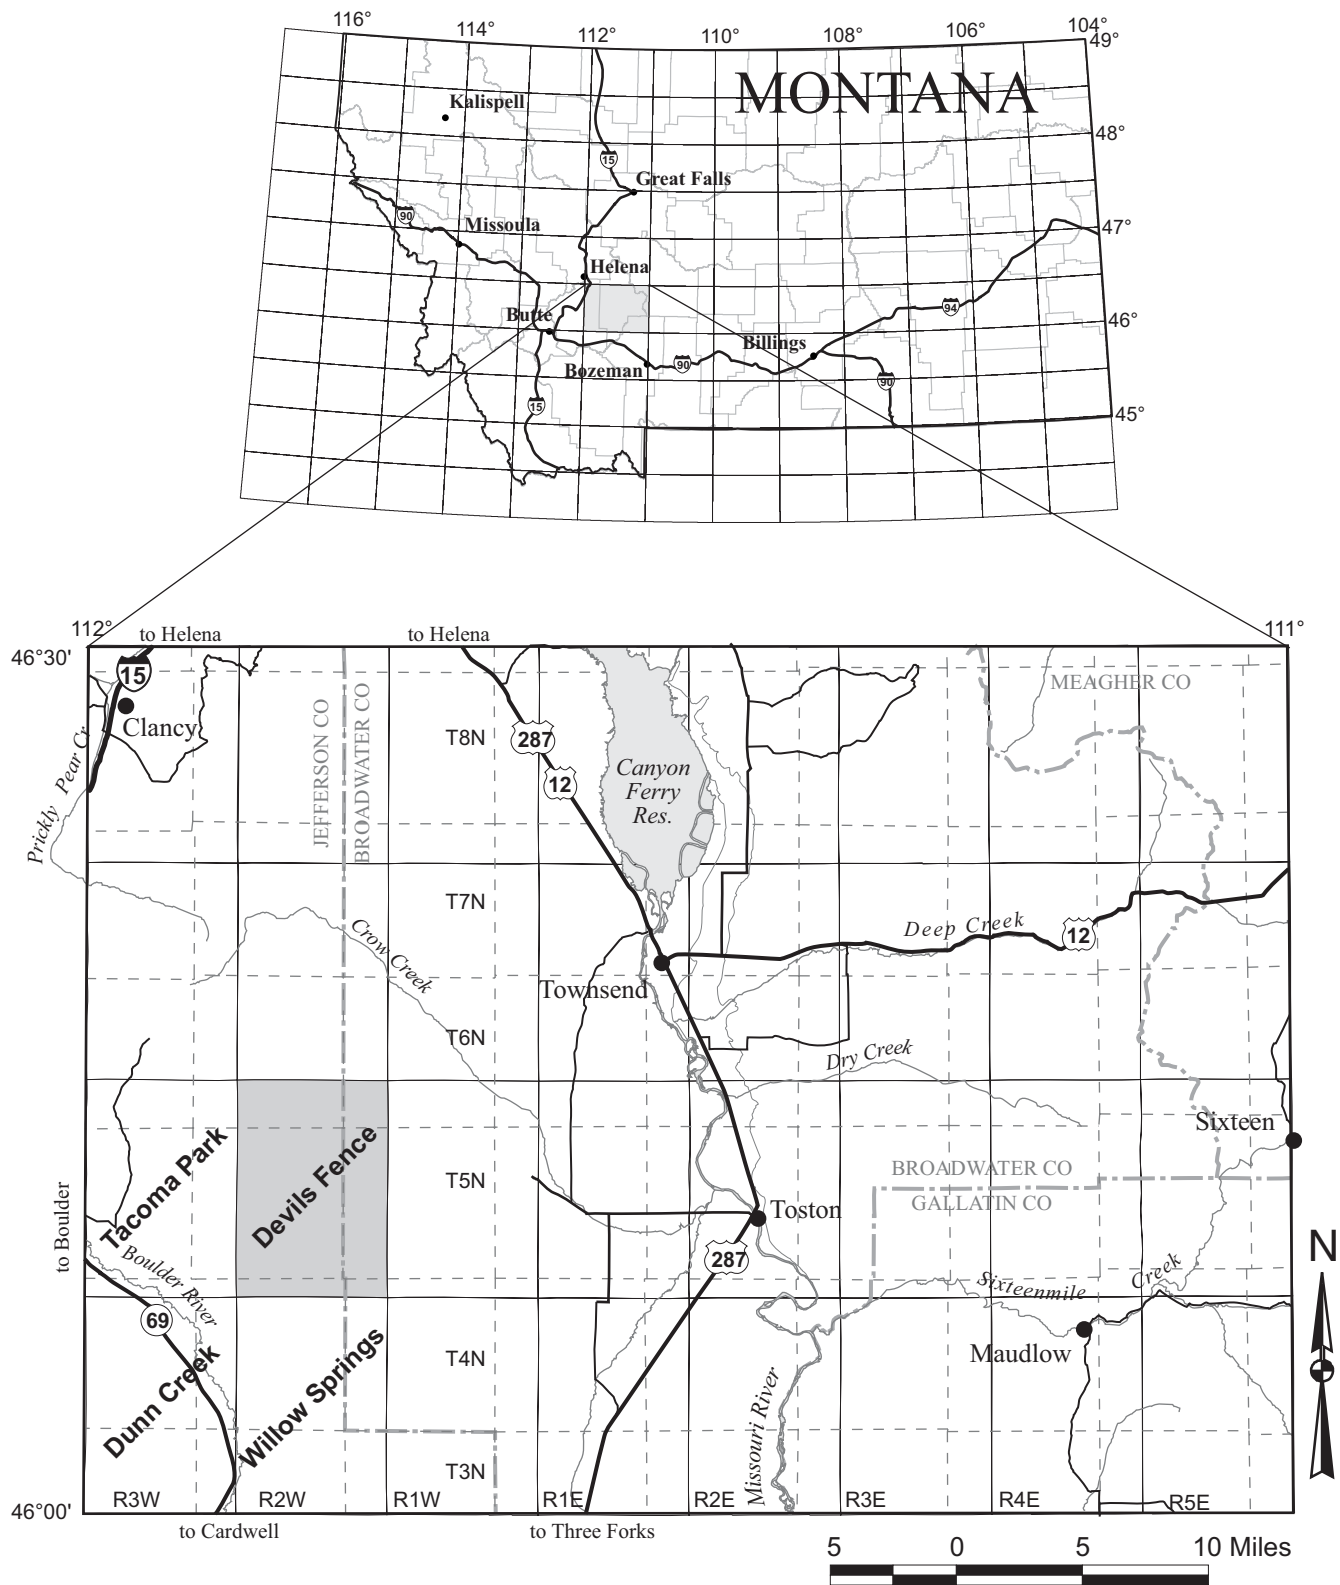 116°
114°
112°
110°
108°
106°
104°
49°
MONTANA
Kalispell
48°
15
Great Falls
90
Missoula
47°
Helena
94
Butte
46°
Billings
Bozeman
90
90
15
45°
112°
to Helena
to Helena
111°
46°30'
15
MEAGHER CO
Clancy
JEFFERSON CO
BROADWATER CO
T8N
287
Prickly Pear Cr
12
Canyon
Ferry
Res.
T7N
Crow Creek
Deep Creek
12
Townsend
T6N
Dry Creek
Sixteen
Tacoma Park
Devils Fence
BROADWATER CO
T5N
GALLATIN CO
to Boulder
Toston
Boulder River
287
N
Sixteenmile Creek
69
Maudlow
T4N
Dunn Creek
Willow Springs
Missouri River
T3N
R3W
R2W
R1W
R1E
R2E
R3E
R4E
R5E
46°00'
to Cardwell
to Three Forks
5
0
5
10 Miles